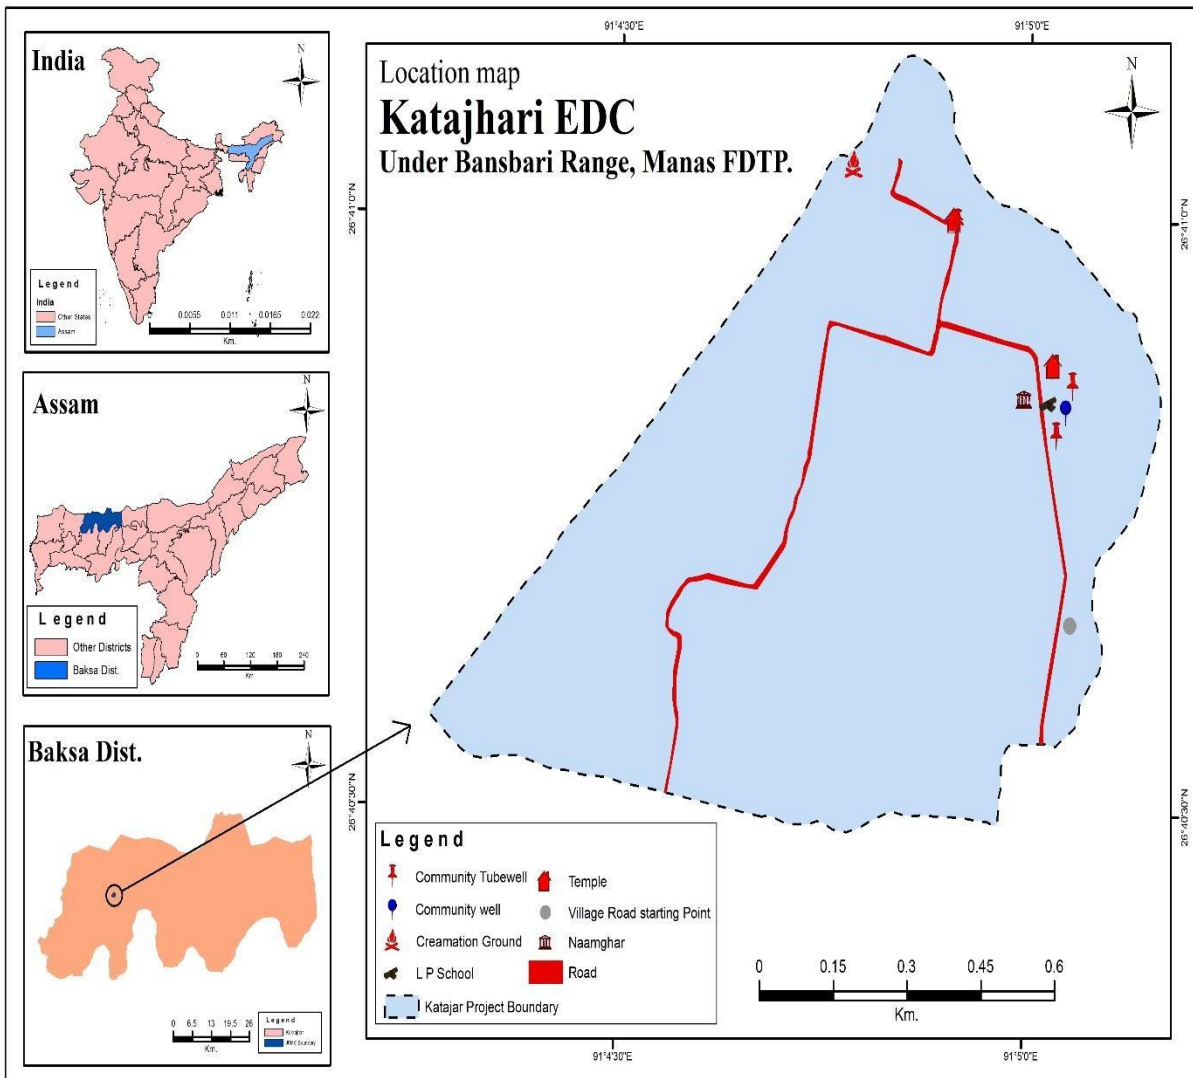 India
N
Legend
India
Other States
Assam
0 0.0055 0.011 0.0165 0.022
Km.
Assam
N
Legend
Other Districts
Baksa Dist.
0 60 120 180 240
Km
Baksa Dist.
N
0 6.5 13 19.5 26
Km.
Legend
Boundary
91°4'30"E 91°5'0"E
Location map
Katajhari EDC
Under Bansbari Range, Manas FDTP.
N
26°41'0"N 26°41'0"N
26°40'30"N 26°40'30"N
Legend
Community Tubewell
Community well
Creamation Ground
L P School
Katajar Project Boundary
Temple
Village Road starting Point
Naamghar
Road
0 0.15 0.3 0.45 0.6
Km.
91°4'30"E 91°5'0"E